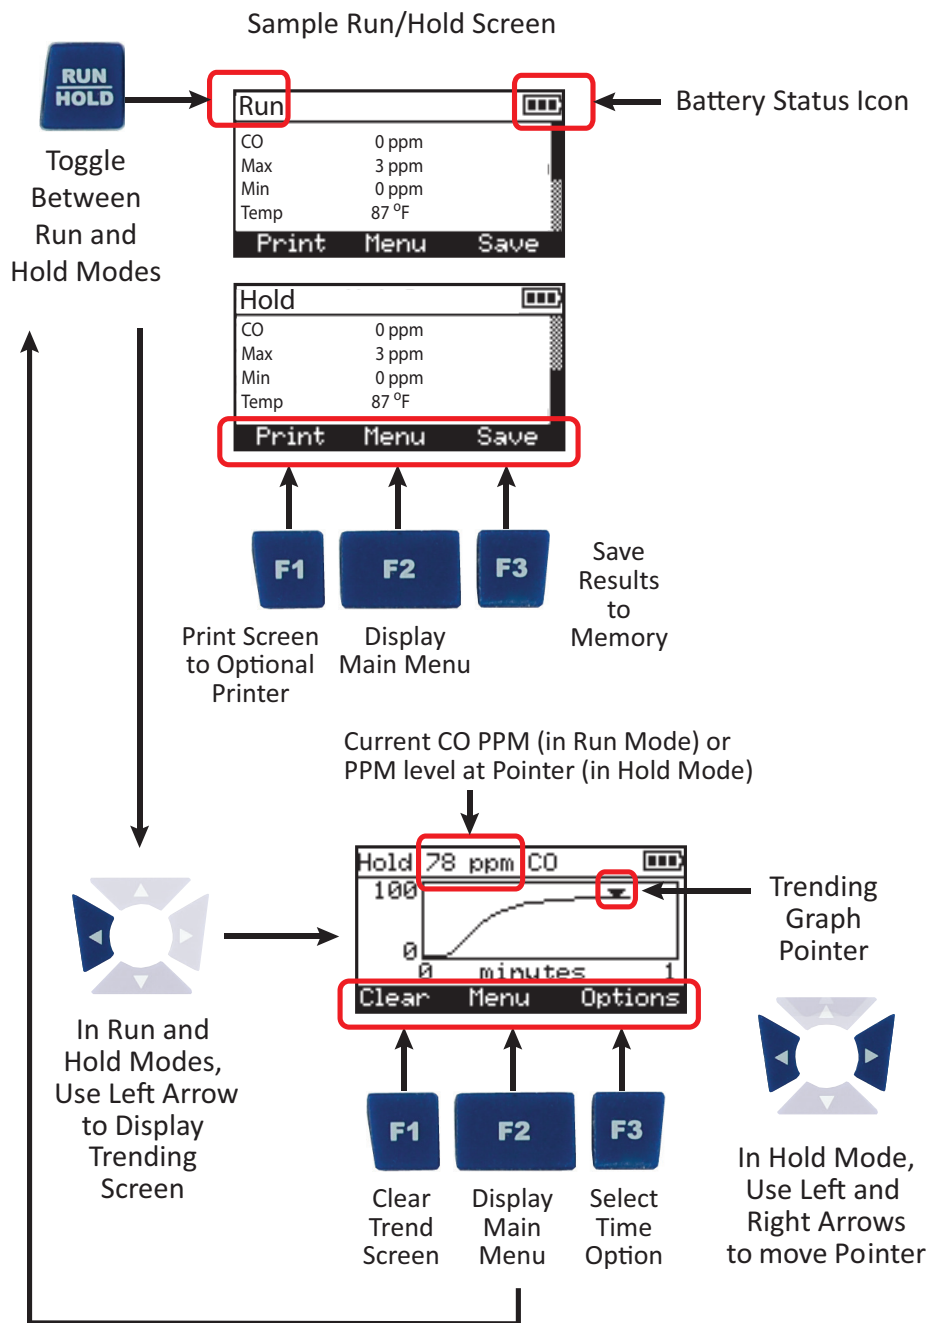 Sample Run/Hold Screen
RUN
HOLD
Toggle
Between
Run and
Hold Modes
Run
Battery Status Icon
CO 0 ppm
Max 3 ppm
Min 0 ppm
Temp 87 °F
Print Menu Save
Hold
CO 0 ppm
Max 3 ppm
Min 0 ppm
Temp 87 °F
Print Menu Save
F1 F2 F3
Print Screen
to Optional
Printer
Display
Main Menu
Save
Results
to
Memory
Current CO PPM (in Run Mode) or
PPM level at Pointer (in Hold Mode)
Hold 78 ppm CO
100
0
0 minutes 1
Clear Menu Options
Trending
Graph
Pointer
In Run and
Hold Modes,
Use Left Arrow
to Display
Trending
Screen
F1 F2 F3
Clear
Trend
Screen
Display
Main
Menu
Select
Time
Option
In Hold Mode,
Use Left and
Right Arrows
to move Pointer